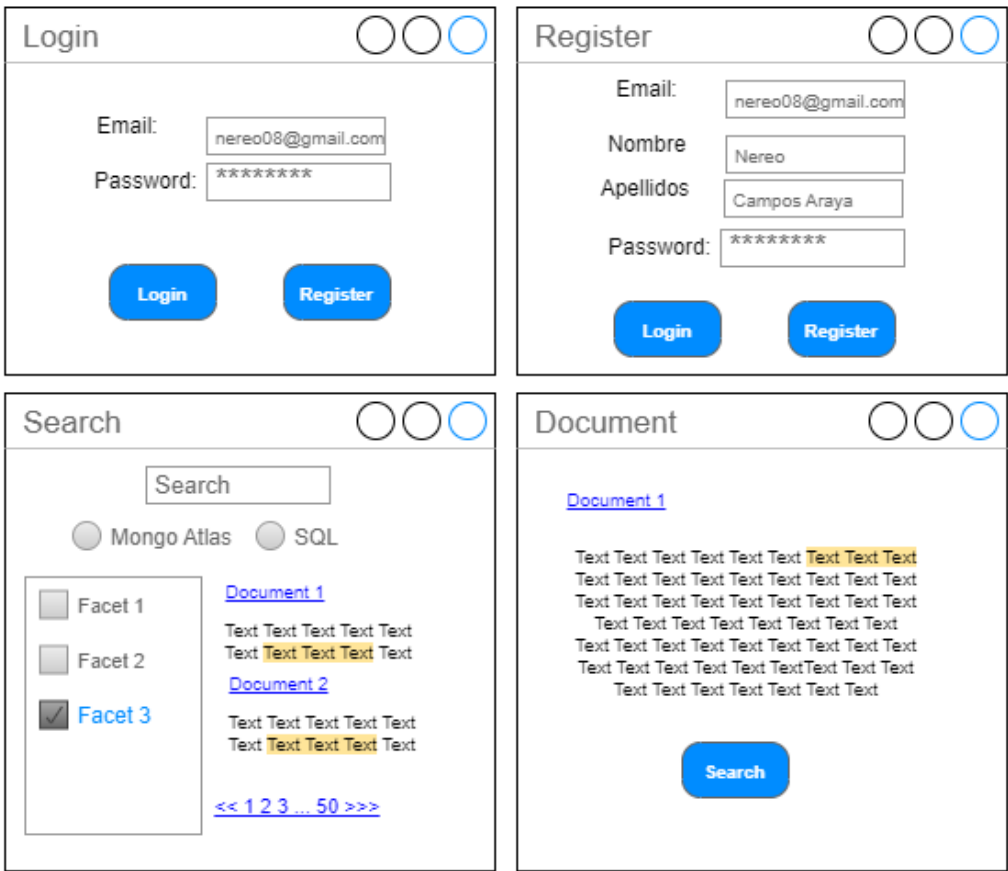 Login
Email:
nereo08@gmail.com
Password:
********
Login
Register
Register
Email:
nereo08@gmail.com
Nombre
Nereo
Apellidos
Campos Araya
Password:
********
Login
Register
Search
Search
Mongo Atlas
SQL
Facet 1
Facet 2
Facet 3
Document 1
Text Text Text Text Text
Text Text Text Text Text
Document 2
Text Text Text Text Text
Text Text Text Text Text
<< 1 2 3 ... 50 >>>
Document
Document 1
Text Text Text Text Text Text Text Text Text
Text Text Text Text Text Text Text Text Text
Text Text Text Text Text Text Text Text Text
Text Text Text Text Text Text Text Text
Text Text Text Text Text Text Text Text Text
Text Text Text Text Text TextText Text Text
Text Text Text Text Text Text Text
Search